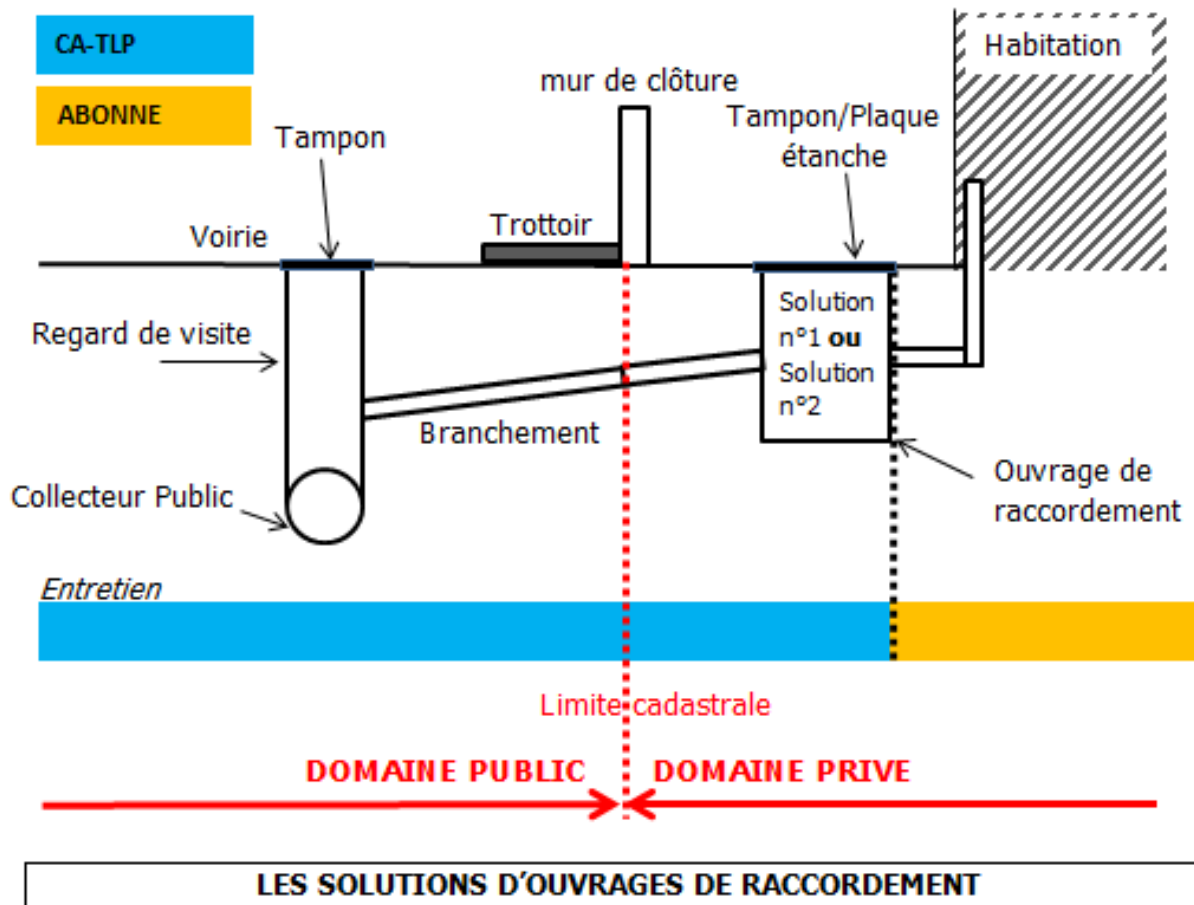 CA-TLP
ABONNE
Habitation
mur de clôture
Tampon
Tampon/Plaque
étanche
Voirie
Trottoir
Regard de visite
Solution
n°1 ou
Solution
n°2
Branchement
Collecteur Public
Ouvrage de
raccordement
Entretien
Limite cadastrale
DOMAINE PUBLIC
DOMAINE PRIVE
LES SOLUTIONS D'OUVRAGES DE RACCORDEMENT